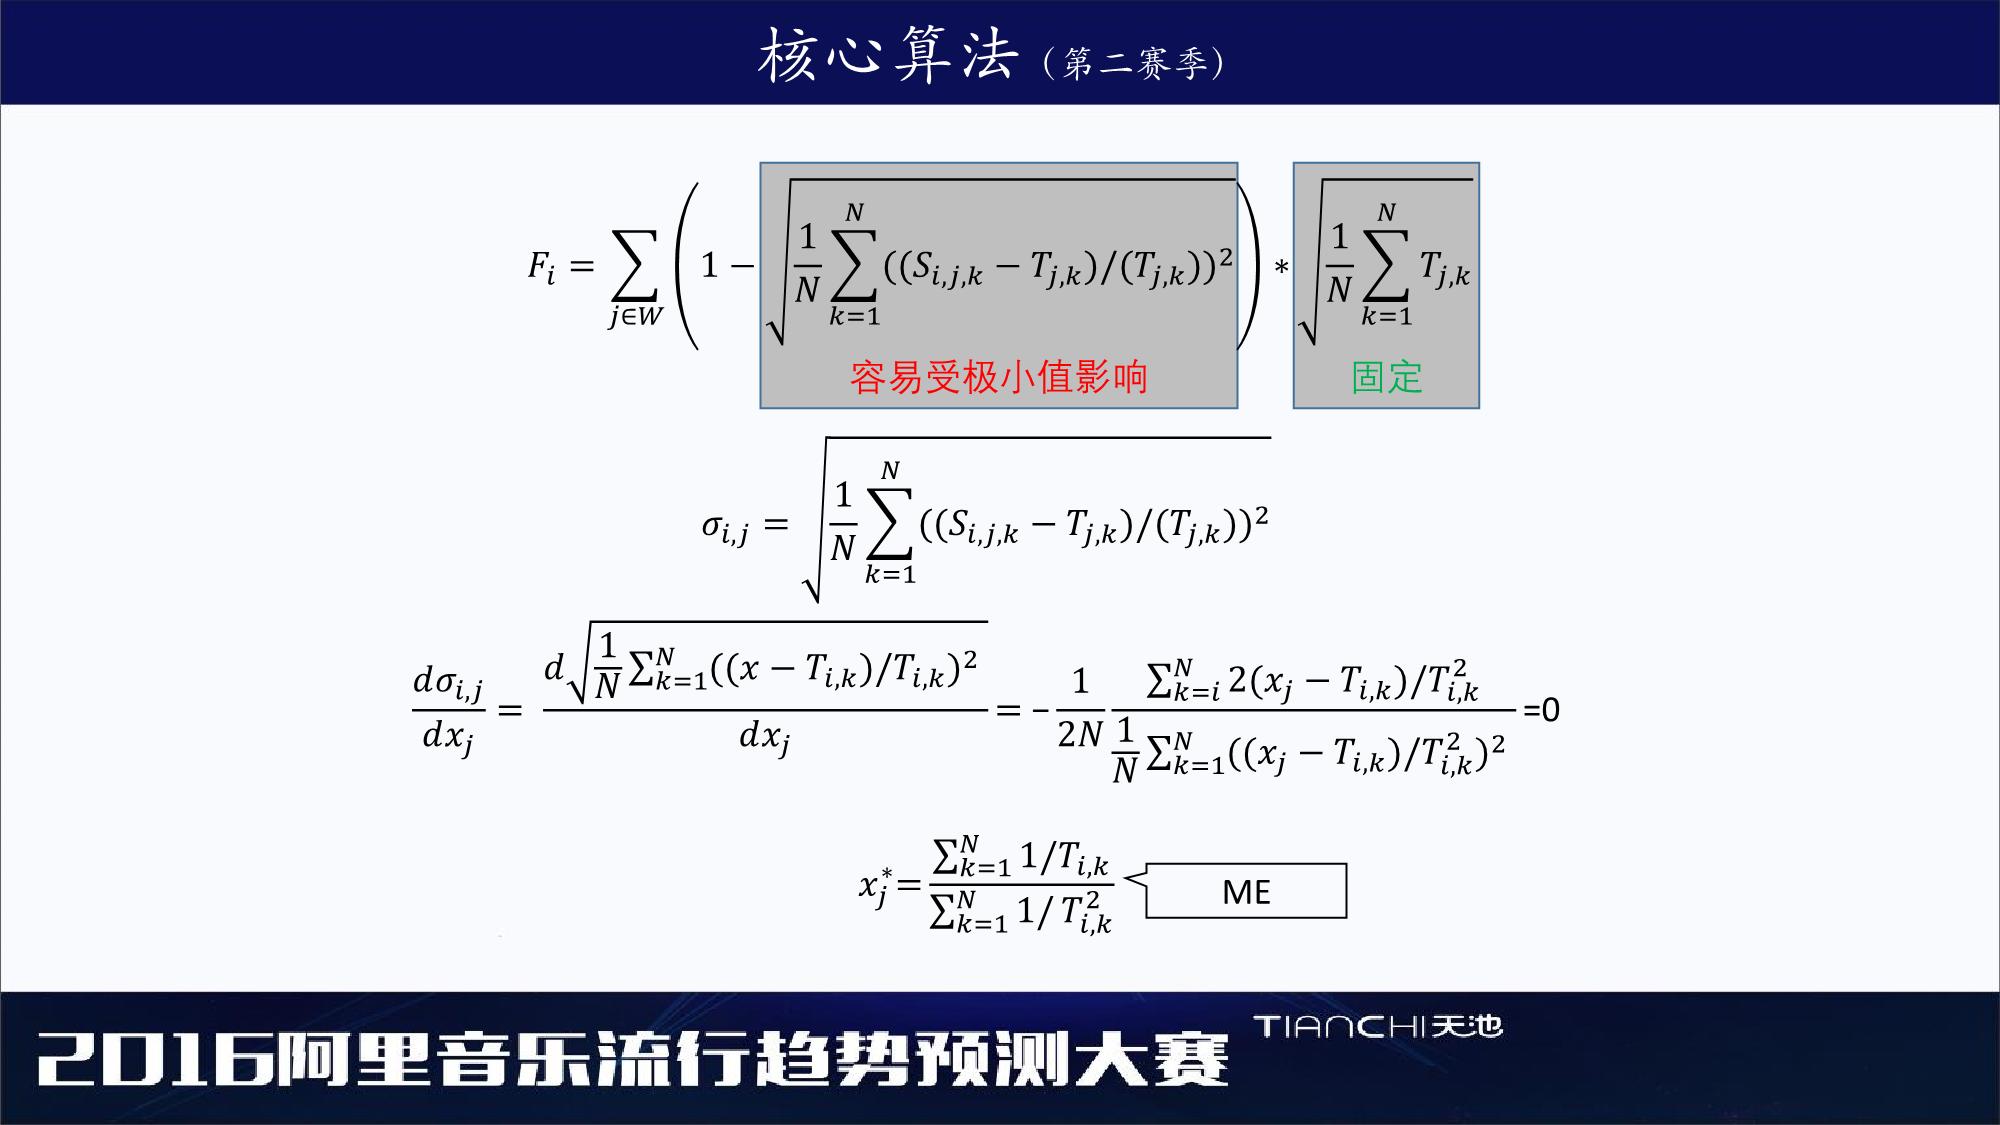 核心算法（第二赛季）
$F_i = \sum_{j \in W} \left( 1 - \sqrt{\frac{1}{N} \sum_{k=1}^{N} ((S_{i,j,k} - T_{j,k})/(T_{j,k}))^2} \right) * \sqrt{\frac{1}{N} \sum_{k=1}^{N} T_{j,k}}$
容易受极小值影响 固定
$\sigma_{i,j} = \sqrt{\frac{1}{N} \sum_{k=1}^{N} ((S_{i,j,k} - T_{j,k})/(T_{j,k}))^2}$
$\frac{d\sigma_{i,j}}{dx_j} = \frac{d\sqrt{\frac{1}{N} \sum_{k=1}^{N} ((x - T_{i,k})/T_{i,k})^2}}{dx_j} = -\frac{1}{2N} \frac{\sum_{k=i}^{N} 2(x_j - T_{i,k})/T_{i,k}^2}{\frac{1}{N} \sum_{k=1}^{N} ((x_j - T_{i,k})/T_{i,k}^2)^2} = 0$
$x_j^* = \frac{\sum_{k=1}^{N} 1/T_{i,k}}{\sum_{k=1}^{N} 1/T_{i,k}^2}$ ME
2016阿里音乐流行趋势预测大赛 TIANCHI天池